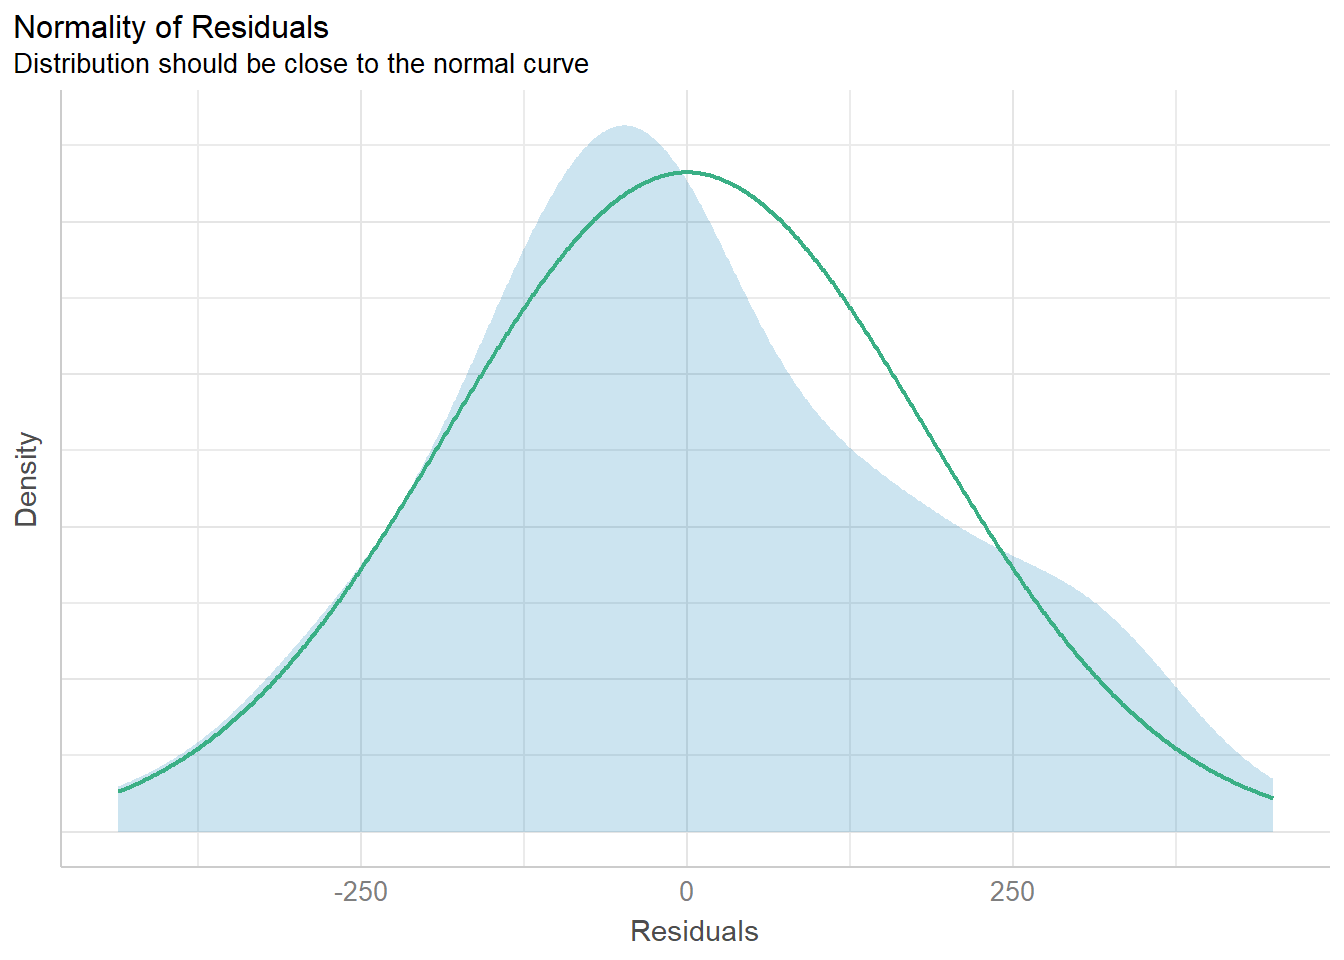 Normality of Residuals
Distribution should be close to the normal curve
Density
-250 0 250
Residuals